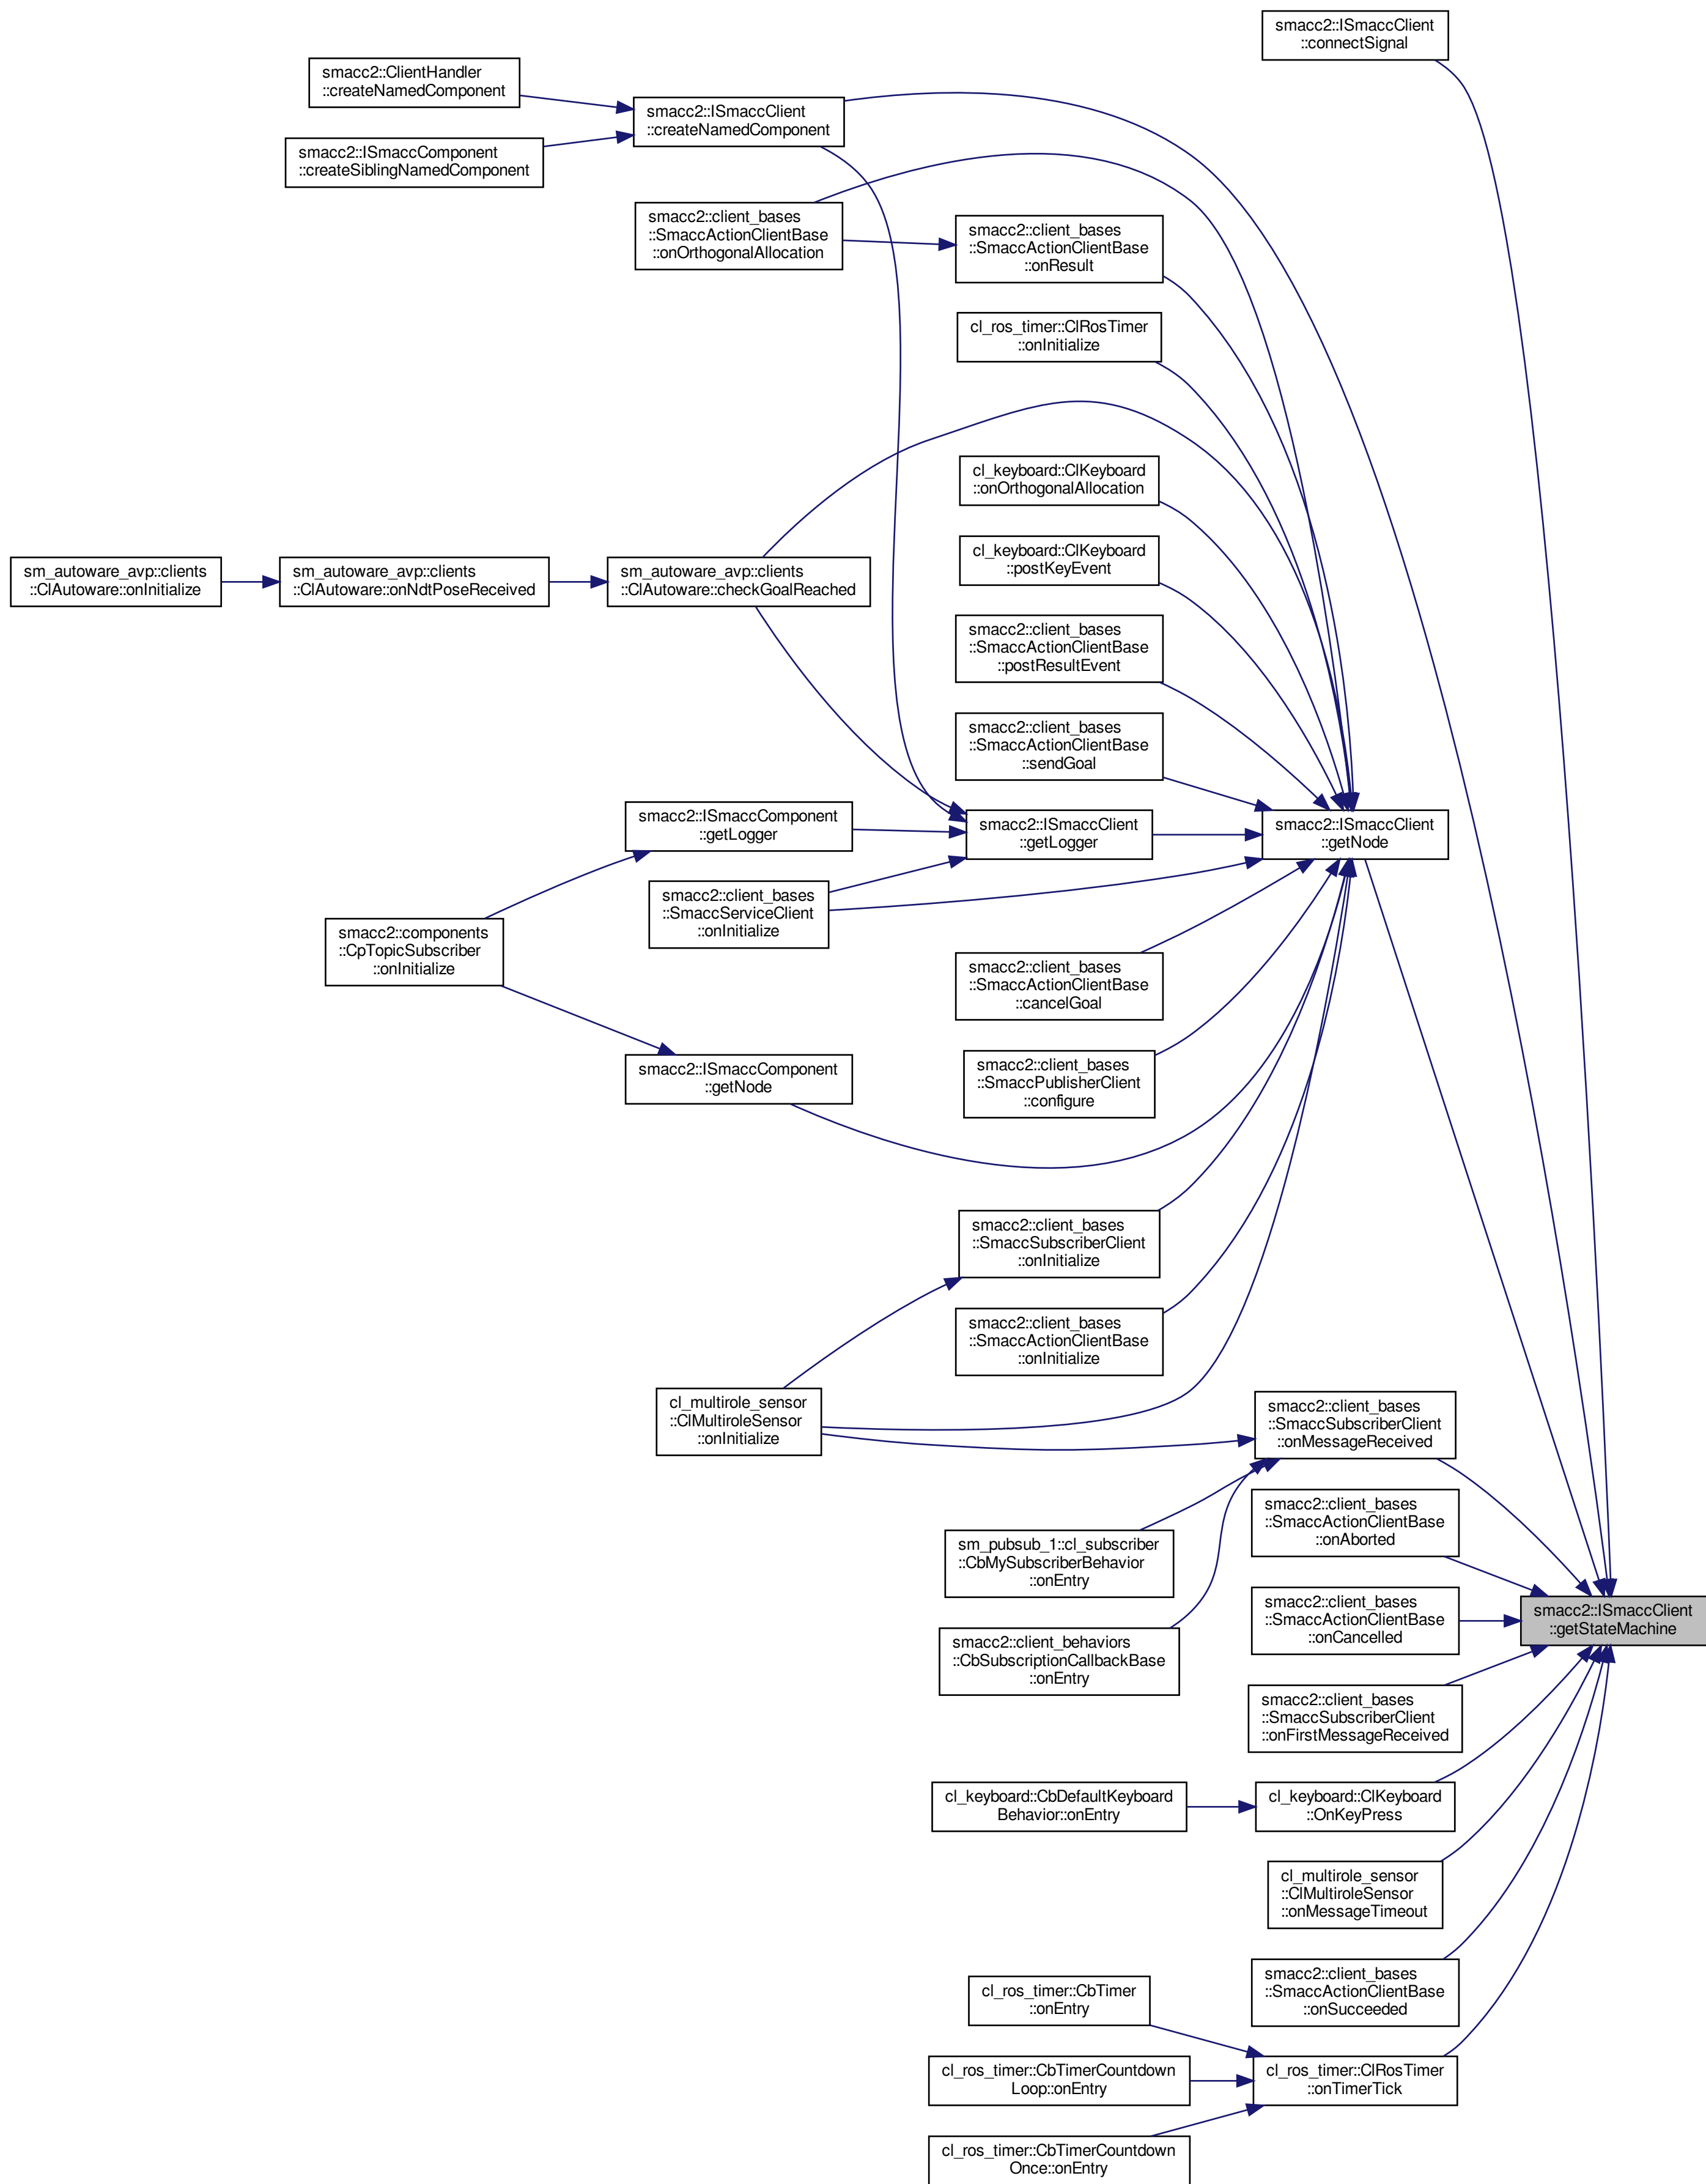 smacc2::ISmaccClient
::connectSignal
smacc2::ClientHandler
::createNamedComponent
smacc2::ISmaccClient
::createNamedComponent
smacc2::ISmaccComponent
::createSiblingNamedComponent
smacc2::client_bases
::SmaccActionClientBase
::onOrthogonalAllocation
smacc2::client_bases
::SmaccActionClientBase
::onResult
cl_ros_timer::ClRosTimer
::onInitialize
cl_keyboard::ClKeyboard
::onOrthogonalAllocation
cl_keyboard::ClKeyboard
::postKeyEvent
sm_autoware_avp::clients
::ClAutoware::onInitialize
sm_autoware_avp::clients
::ClAutoware::onNdtPoseReceived
sm_autoware_avp::clients
::ClAutoware::checkGoalReached
smacc2::client_bases
::SmaccActionClientBase
::postResultEvent
smacc2::client_bases
::SmaccActionClientBase
::sendGoal
smacc2::ISmaccComponent
::getLogger
smacc2::ISmaccClient
::getLogger
smacc2::ISmaccClient
::getNode
smacc2::client_bases
::SmaccServiceClient
::onInitialize
smacc2::components
::CpTopicSubscriber
::onInitialize
smacc2::client_bases
::SmaccActionClientBase
::cancelGoal
smacc2::client_bases
::SmaccPublisherClient
::configure
smacc2::ISmaccComponent
::getNode
smacc2::client_bases
::SmaccSubscriberClient
::onInitialize
smacc2::client_bases
::SmaccActionClientBase
::onInitialize
cl_multirole_sensor
::ClMultiroleSensor
::onInitialize
smacc2::client_bases
::SmaccSubscriberClient
::onMessageReceived
smacc2::client_bases
::SmaccActionClientBase
::onAborted
sm_pubsub_1::cl_subscriber
::CbMySubscriberBehavior
::onEntry
smacc2::client_bases
::SmaccActionClientBase
::onCancelled
smacc2::ISmaccClient
::getStateMachine
smacc2::client_behaviors
::CbSubscriptionCallbackBase
::onEntry
smacc2::client_bases
::SmaccSubscriberClient
::onFirstMessageReceived
cl_keyboard::CbDefaultKeyboard
Behavior::onEntry
cl_keyboard::ClKeyboard
::OnKeyPress
cl_multirole_sensor
::ClMultiroleSensor
::onMessageTimeout
smacc2::client_bases
::SmaccActionClientBase
::onSucceeded
cl_ros_timer::CbTimer
::onEntry
cl_ros_timer::CbTimerCountdown
Loop::onEntry
cl_ros_timer::ClRosTimer
::onTimerTick
cl_ros_timer::CbTimerCountdown
Once::onEntry